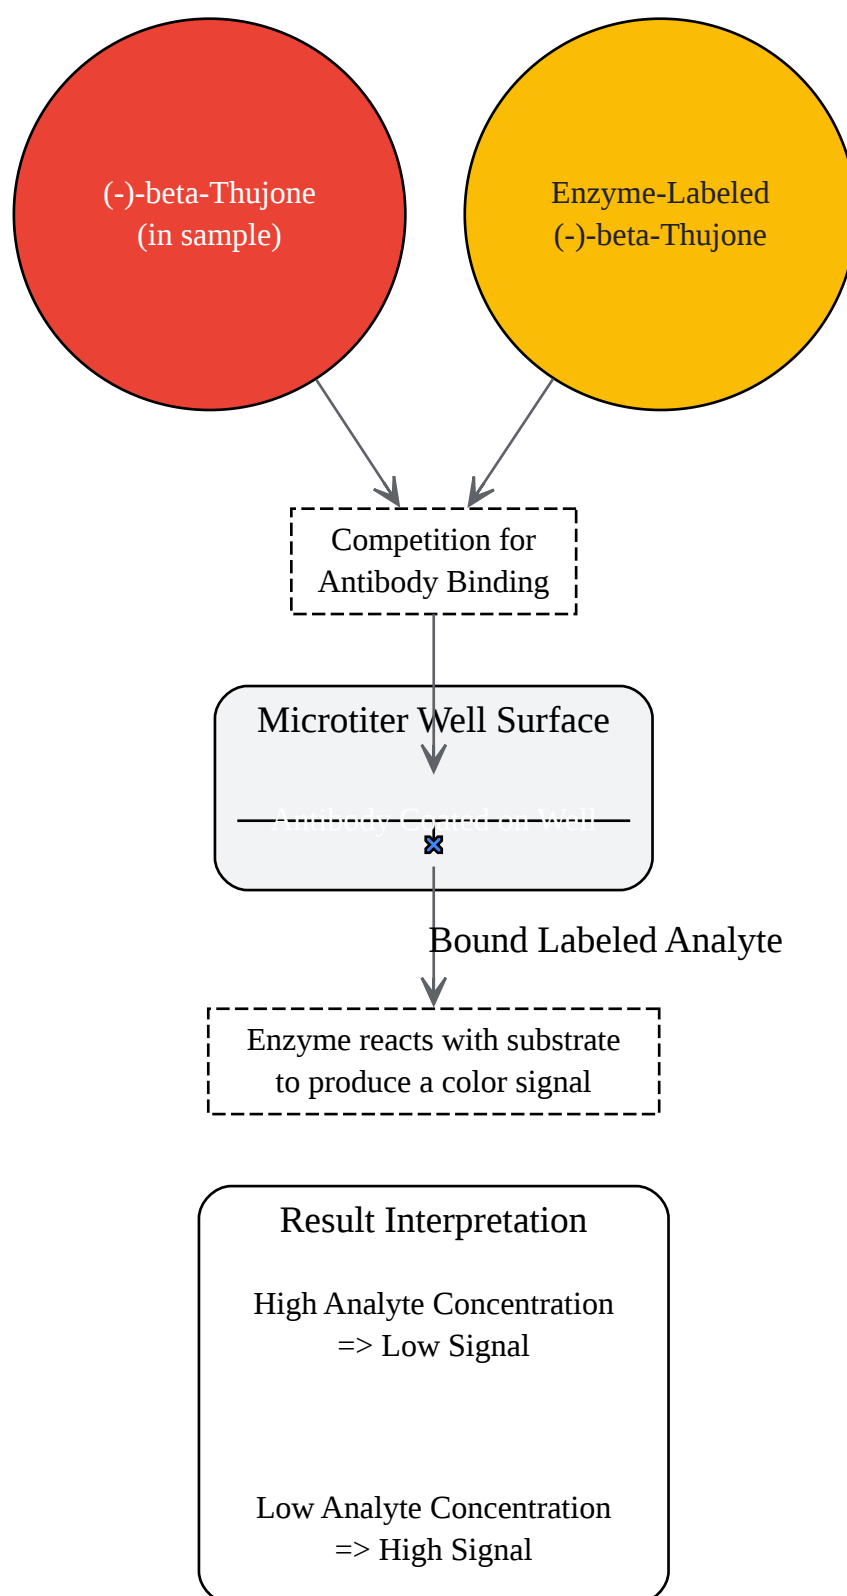 (-)-beta-Thujone
(in sample)
Enzyme-Labeled
(-)-beta-Thujone
Competition for
Antibody Binding
Microtiter Well Surface
Antibody Coated on Well
Bound Labeled Analyte
Enzyme reacts with substrate
to produce a color signal
Result Interpretation
High Analyte Concentration
=> Low Signal
Low Analyte Concentration
=> High Signal